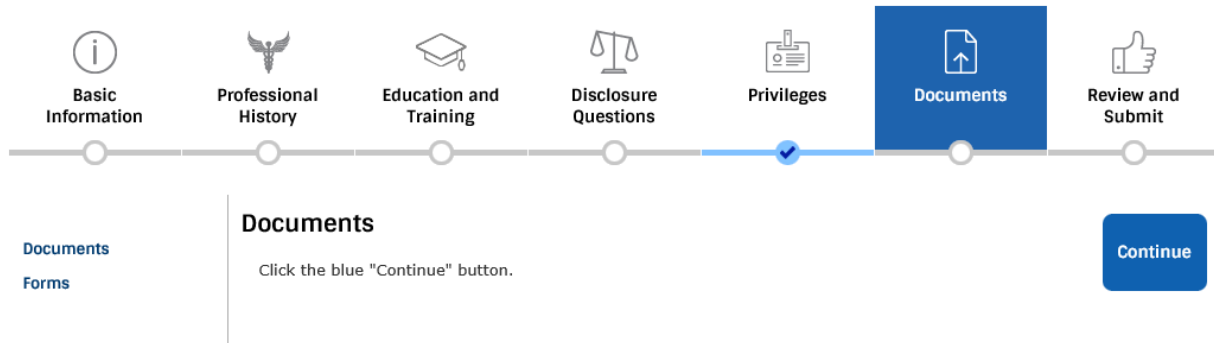 Basic
Information
Professional
History
Education and
Training
Disclosure
Questions
Privileges
Documents
Review and
Submit
Documents
Forms
Documents
Click the blue "Continue" button.
Continue